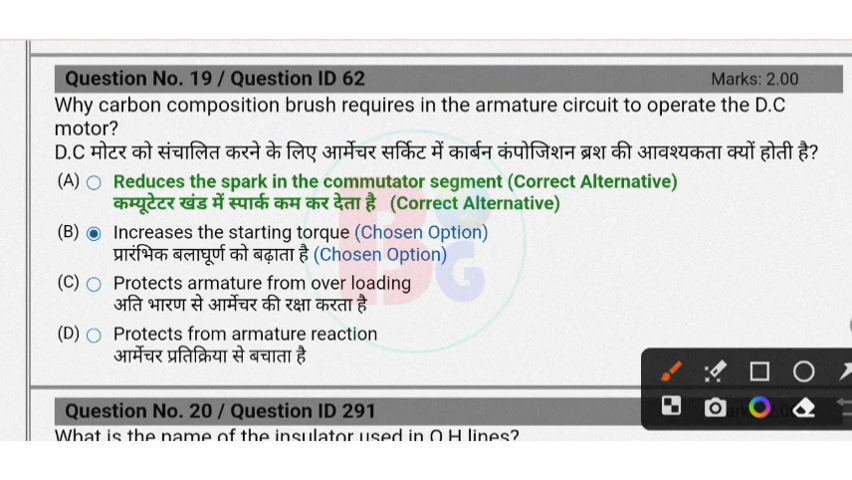 Question No. 19 / Question ID 62 Marks: 2.00
Why carbon composition brush requires in the armature circuit to operate the D.C
motor?
D.C मोटर को संचालित करने के लिए आर्मेचर सर्किट में कार्बन कंपोजिशन ब्रश की आवश्यकता क्यों होती है?
(A) Reduces the spark in the commutator segment (Correct Alternative)
कम्यूटेटर खंड में स्पार्क कम कर देता है (Correct Alternative)
(B) Increases the starting torque (Chosen Option)
प्रारंभिक बलाघूर्ण को बढ़ाता है (Chosen Option)
(C) Protects armature from over loading
अति भारण से आर्मेचर की रक्षा करता है
(D) Protects from armature reaction
आर्मेचर प्रतिक्रिया से बचाता है
Question No. 20 / Question ID 291
What is the name of the insulator used in O.H lines?